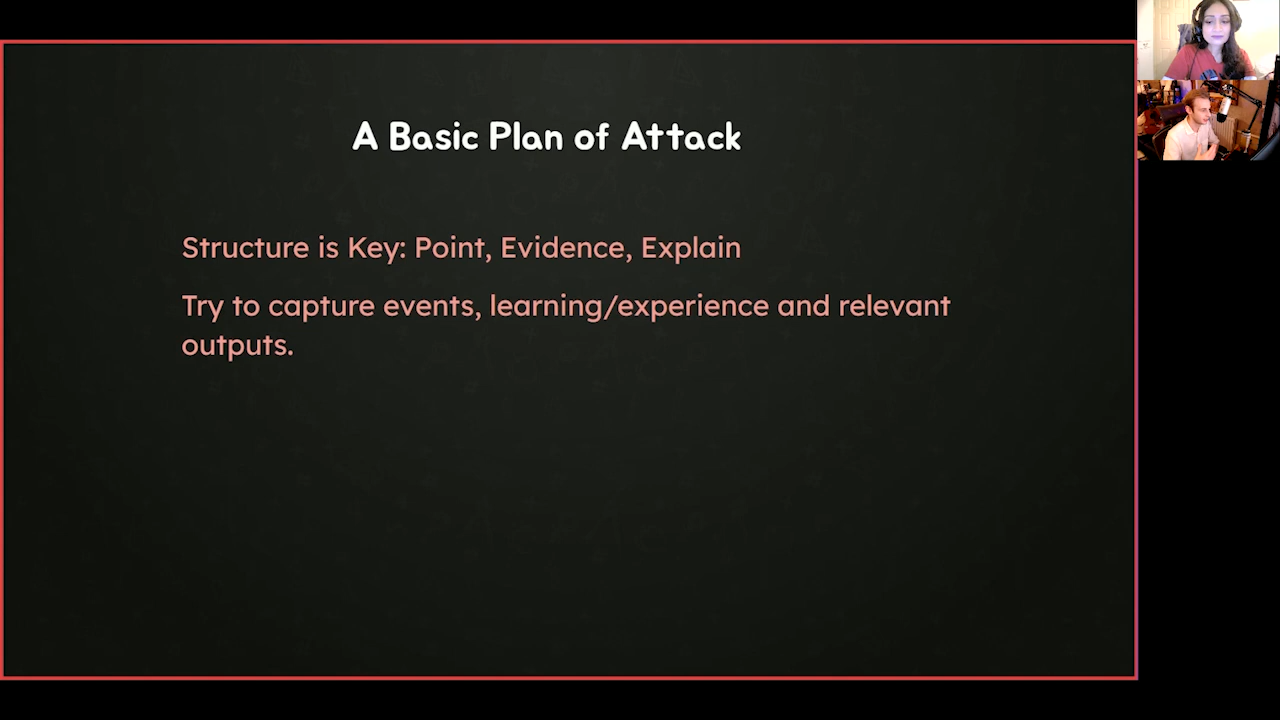 A Basic Plan of Attack
Structure is Key: Point, Evidence, Explain
Try to capture events, learning/experience and relevant
outputs.